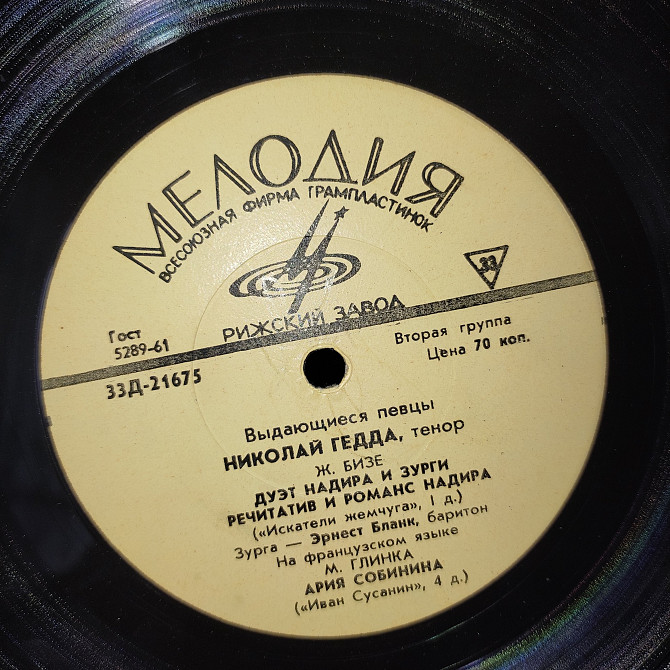 МЕЛОДИЯ
ВСЕСОЮЗНАЯ ФИРМА ГРАМПЛАСТИНОК
33
РИЖСКИЙ ЗАВОД
Гост
5289-61
Вторая группа
Цена 70 коп.
33Д-21675
Выдающиеся певцы
НИКОЛАЙ ГЕДДА, тенор
Ж. БИЗЕ
ДУЭТ НАДИРА И ЗУРГИ
РЕЧИТАТИВ И РОМАНС НАДИРА
(«Искатели жемчуга», 1 д.)
Зурга — Эрнест Бланк, баритон
На французском языке
М. ГЛИНКА
АРИЯ СОБИНИНА
(«Иван Сусанин», 4 д.)